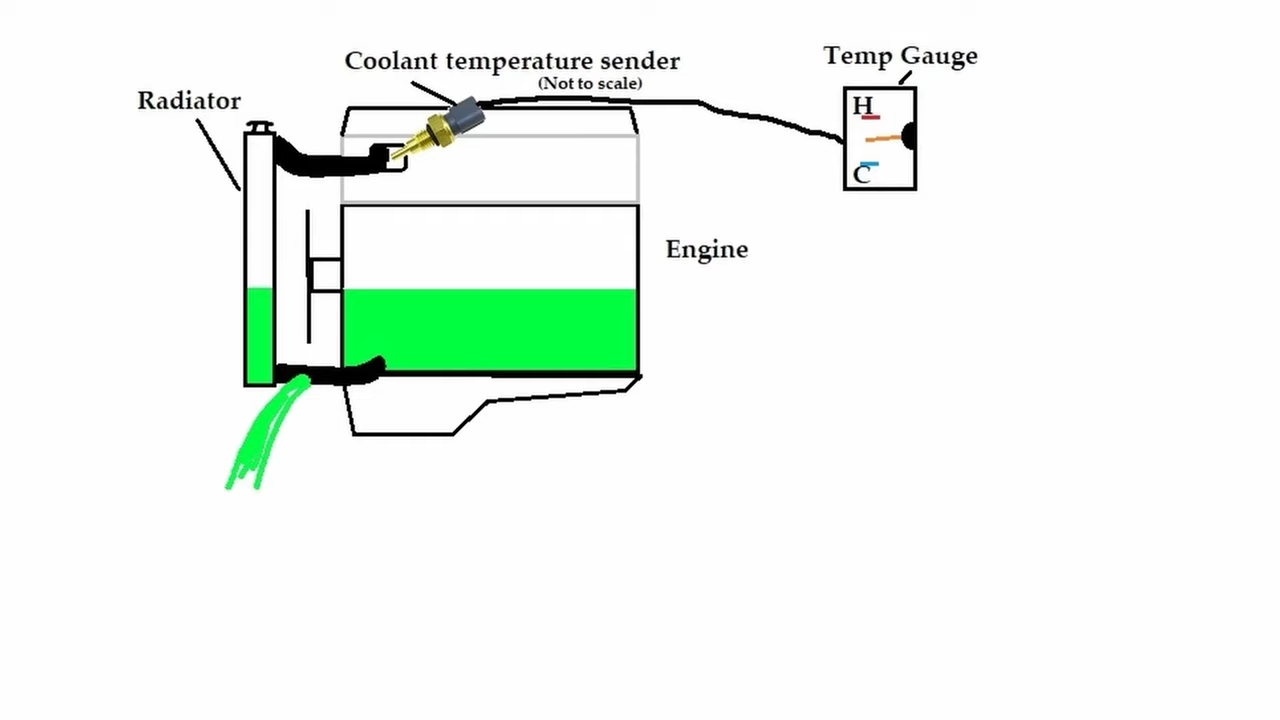 Temp Gauge
Coolant temperature sender
(Not to scale)
Radiator
H
C
Engine